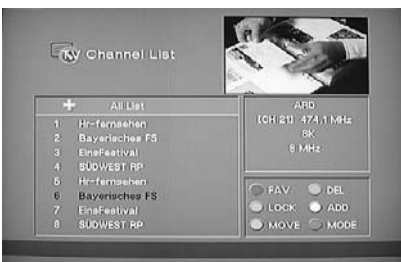 TV Channel List
All List
1 Hr-fernsehen
2 Bayerisches FS
3 EinsFestival
4 SÜDWEST RP
5 Hr-fernsehen
6 Bayerisches FS
7 EinsFestival
8 SÜDWEST RP
ARD
[CH 21] 474.1 MHz
8K
8 MHz
FAV DEL
LOCK ADD
MOVE MODE